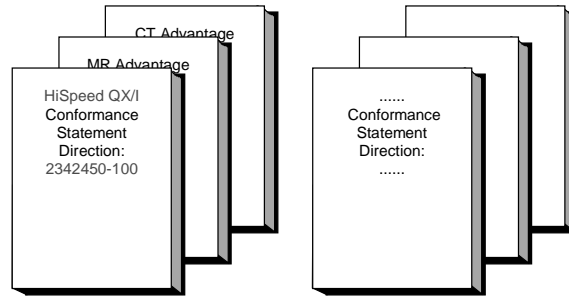 CT Advantage
MR Advantage
HiSpeed QX/I
Conformance
Statement
Direction:
2342450-100
......
Conformance
Statement
Direction:
......